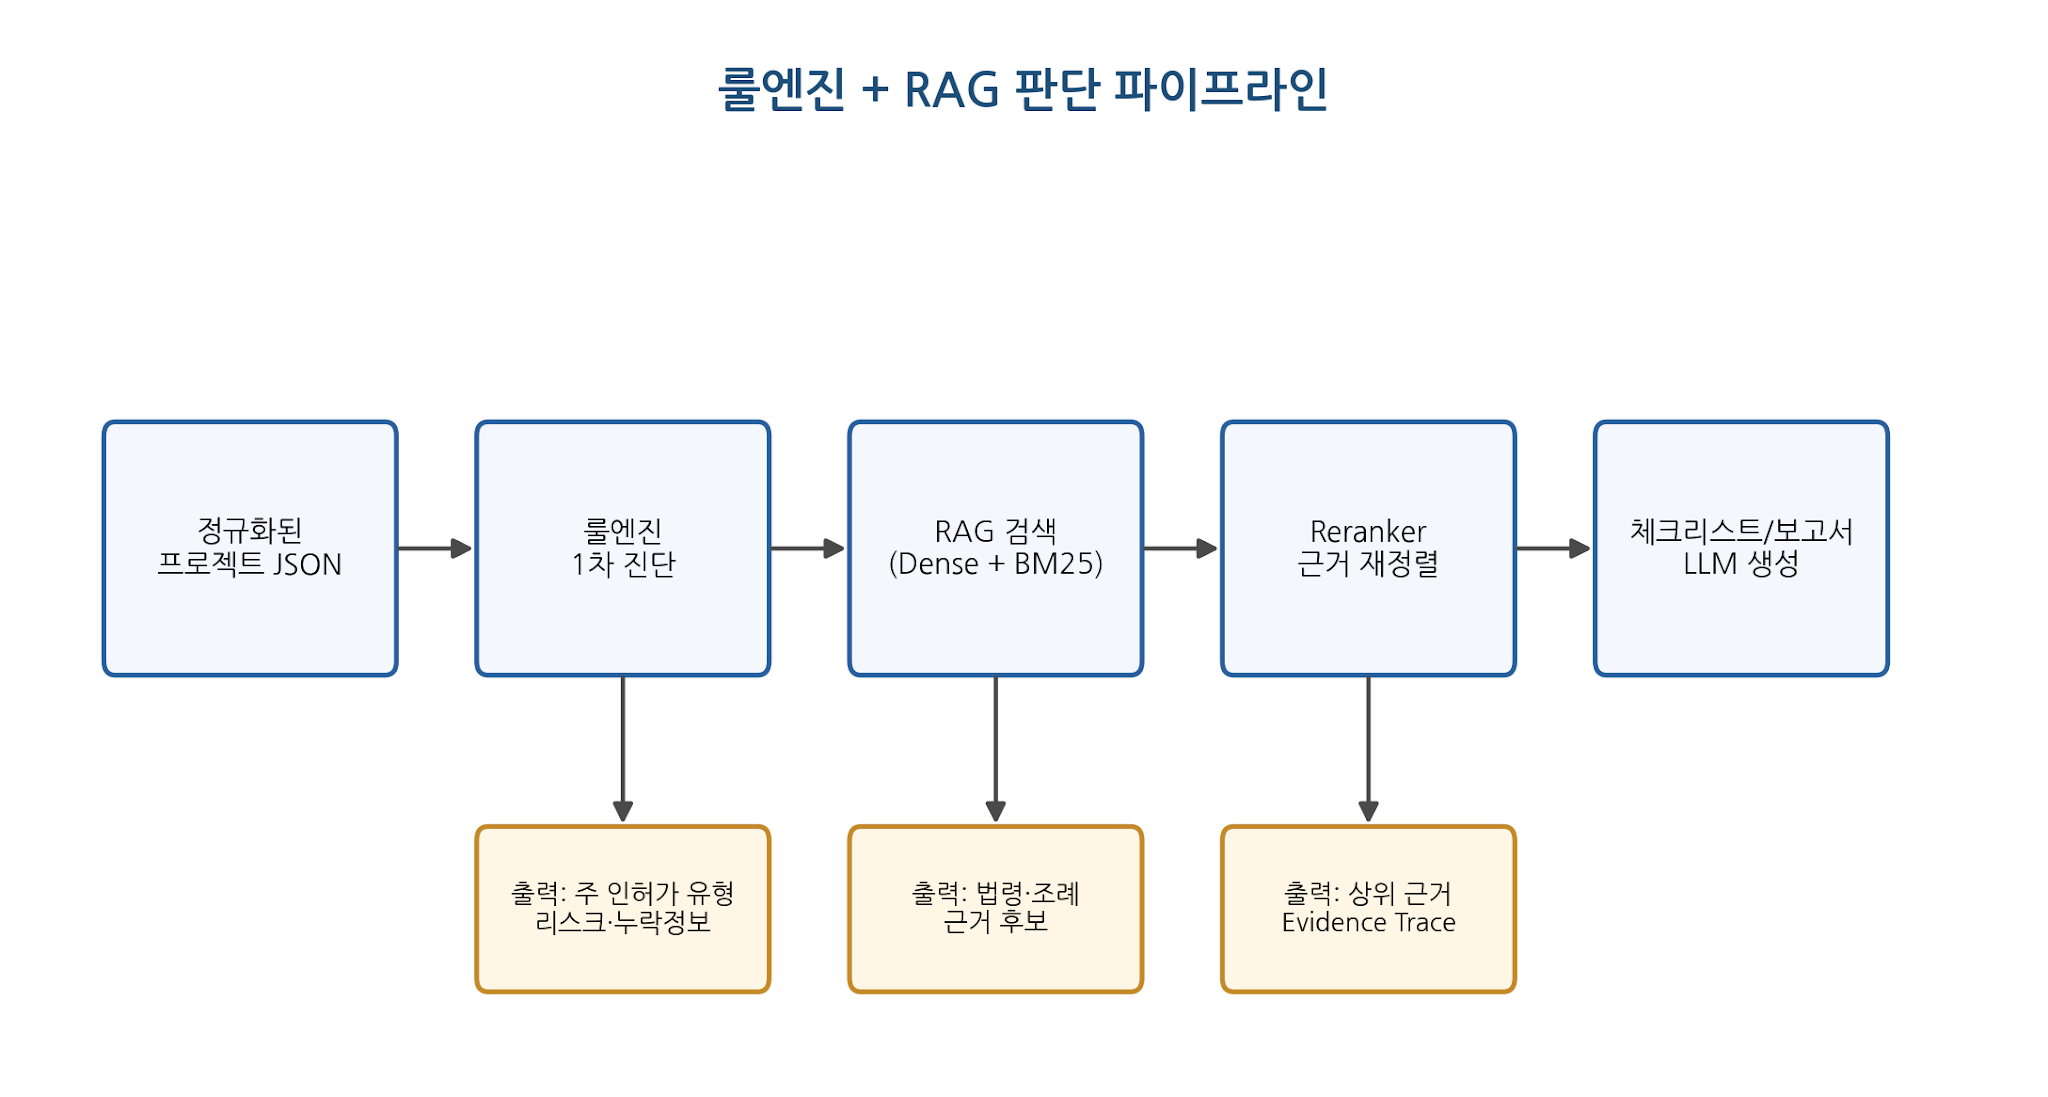 룰엔진 + RAG 판단 파이프라인
정규화된
프로젝트 JSON
룰엔진
1차 진단
RAG 검색
(Dense + BM25)
Reranker
근거 재정렬
체크리스트/보고서
LLM 생성
출력: 주 인허가 유형
리스크·누락정보
출력: 법령·조례
근거 후보
출력: 상위 근거
Evidence Trace